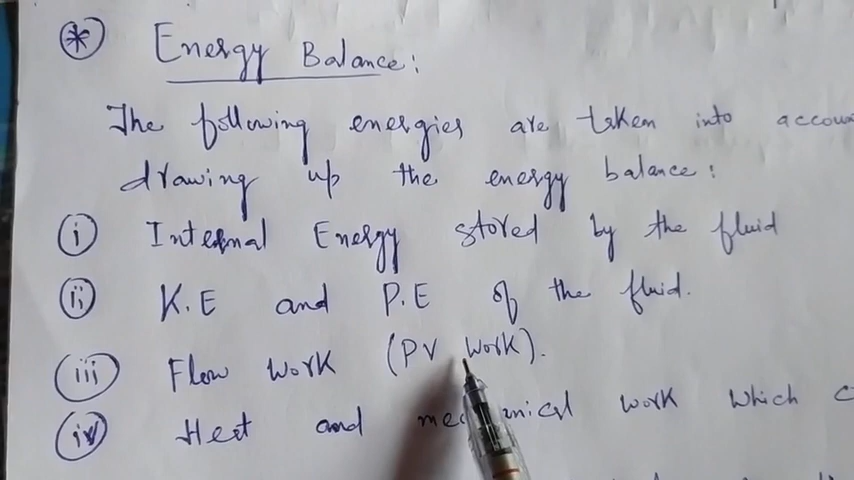 * Energy Balance:
The following energies are taken into accoun
drawing up the energy balance:
(i) Internal Energy stored by the fluid
(ii) K.E and P.E of the fluid.
(iii) Flow work (PV work).
(iv) Heat and mechanical work which